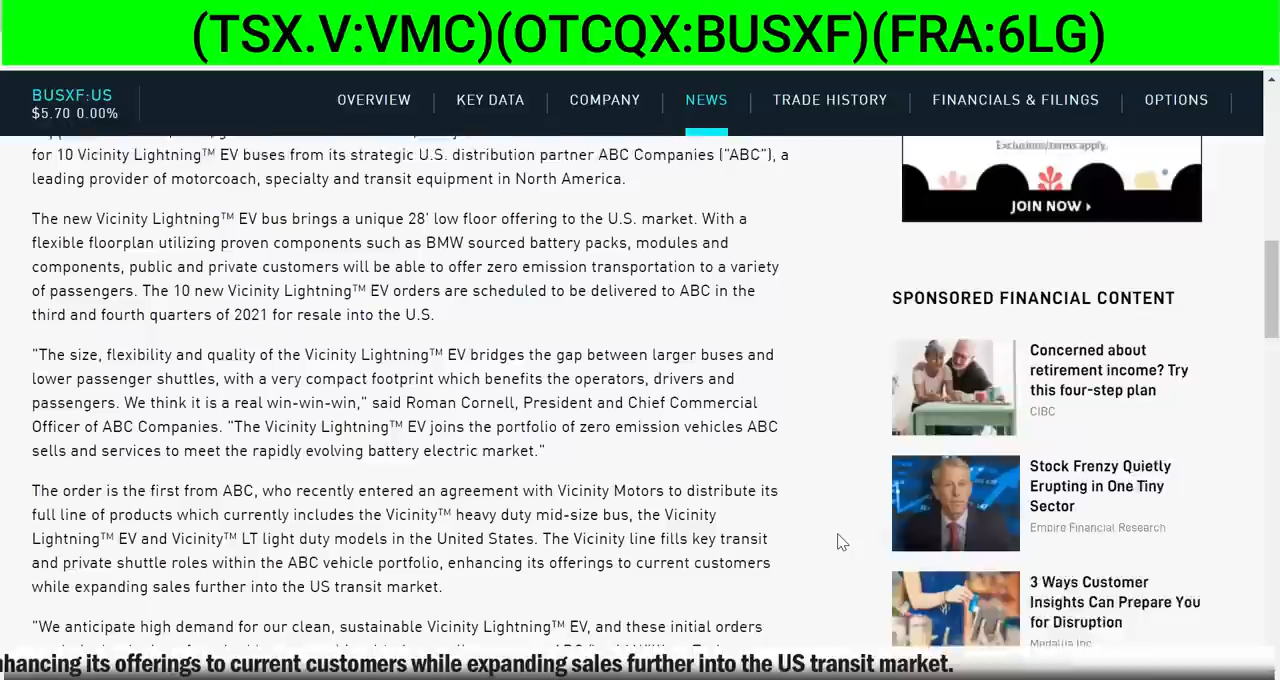 (TSX.V:VMC)(OTCQX:BUSXF)(FRA:6LG)
BUSXF:US
$5.70 0.00%
OVERVIEW
KEY DATA
COMPANY
NEWS
TRADE HISTORY
FINANCIALS & FILINGS
OPTIONS
for 10 Vicinity Lightning™ EV buses from its strategic U.S. distribution partner ABC Companies ("ABC"), a
leading provider of motorcoach, specialty and transit equipment in North America.
The new Vicinity Lightning™ EV bus brings a unique 28' low floor offering to the U.S. market. With a
flexible floorplan utilizing proven components such as BMW sourced battery packs, modules and
components, public and private customers will be able to offer zero emission transportation to a variety
of passengers. The 10 new Vicinity Lightning™ EV orders are scheduled to be delivered to ABC in the
third and fourth quarters of 2021 for resale into the U.S.
"The size, flexibility and quality of the Vicinity Lightning™ EV bridges the gap between larger buses and
lower passenger shuttles, with a very compact footprint which benefits the operators, drivers and
passengers. We think it is a real win-win-win," said Roman Cornell, President and Chief Commercial
Officer of ABC Companies. "The Vicinity Lightning™ EV joins the portfolio of zero emission vehicles ABC
sells and services to meet the rapidly evolving battery electric market."
The order is the first from ABC, who recently entered an agreement with Vicinity Motors to distribute its
full line of products which currently includes the Vicinity™ heavy duty mid-size bus, the Vicinity
Lightning™ EV and Vicinity™ LT light duty models in the United States. The Vicinity line fills key transit
and private shuttle roles within the ABC vehicle portfolio, enhancing its offerings to current customers
while expanding sales further into the US transit market.
"We anticipate high demand for our clean, sustainable Vicinity Lightning™ EV, and these initial orders
Exclusions/terms apply.
JOIN NOW
SPONSORED FINANCIAL CONTENT
Concerned about
retirement income? Try
this four-step plan
CIBC
Stock Frenzy Quietly
Erupting in One Tiny
Sector
Empire Financial Research
3 Ways Customer
Insights Can Prepare You
for Disruption
Medallia Inc
nhancing its offerings to current customers while expanding sales further into the US transit market.